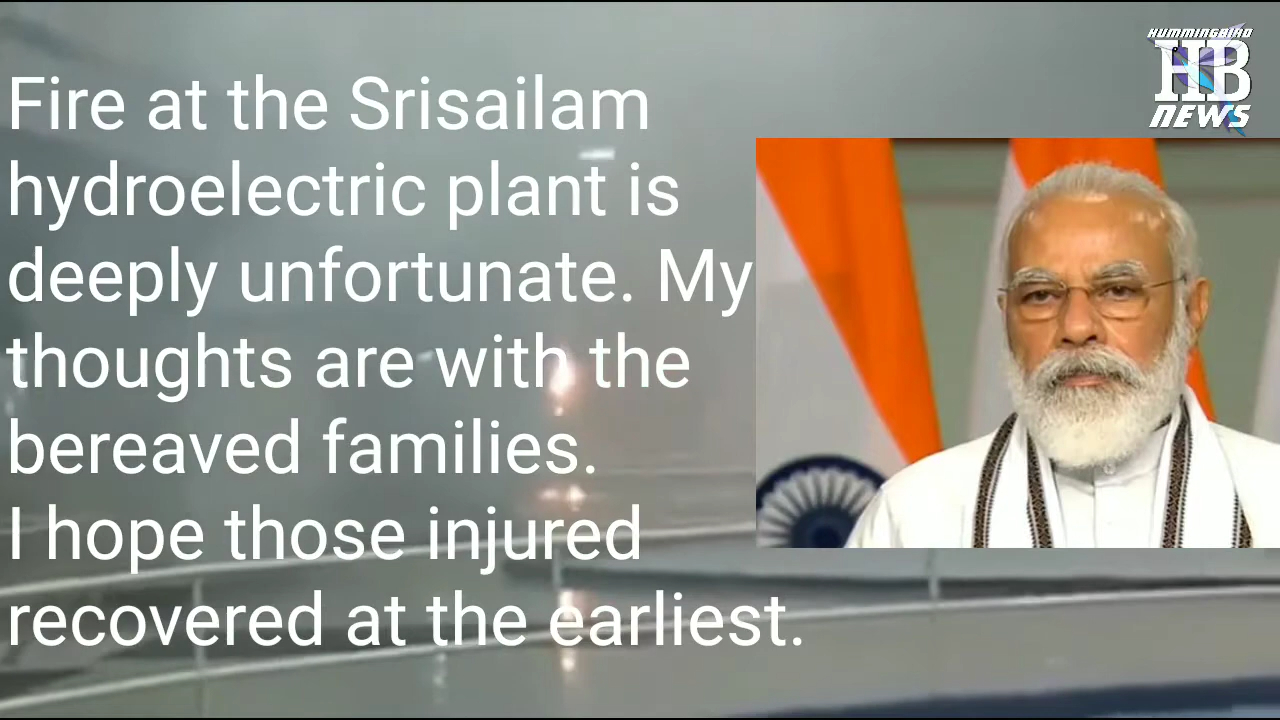 HUMMINGBIRD
HB
NEWS
Fire at the Srisailam
hydroelectric plant is
deeply unfortunate. My
thoughts are with the
bereaved families.
I hope those injured
recovered at the earliest.